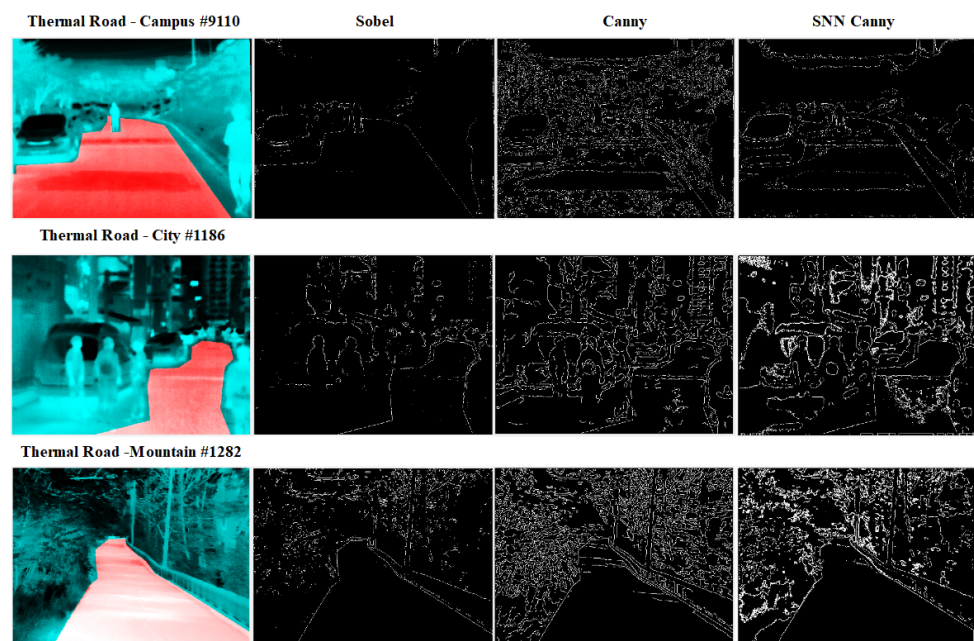 Thermal Road - Campus #9110 Sobel Canny SNN Canny
Thermal Road - City #1186
Thermal Road -Mountain #1282